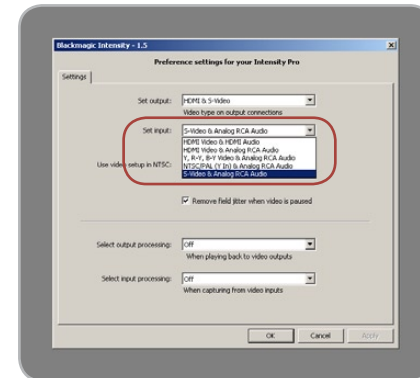 Blackmagic Intensity - 1.5
Preference settings for your Intensity Pro
Settings
Set output: HDMI & S-Video
Video type on output connections
Set input: S-Video & Analog RCA Audio
HDMI Video & HDMI Audio
HDMI Video & Analog RCA Audio
Y, R-Y, B-Y Video & Analog RCA Audio
Use video setup in NTSC: NTSC/PAL (Y In) & Analog RCA Audio
S-Video & Analog RCA Audio
Remove field jitter when video is paused
Select output processing: Off
When playing back to video outputs
Select input processing: Off
When capturing from video inputs
OK Cancel Apply